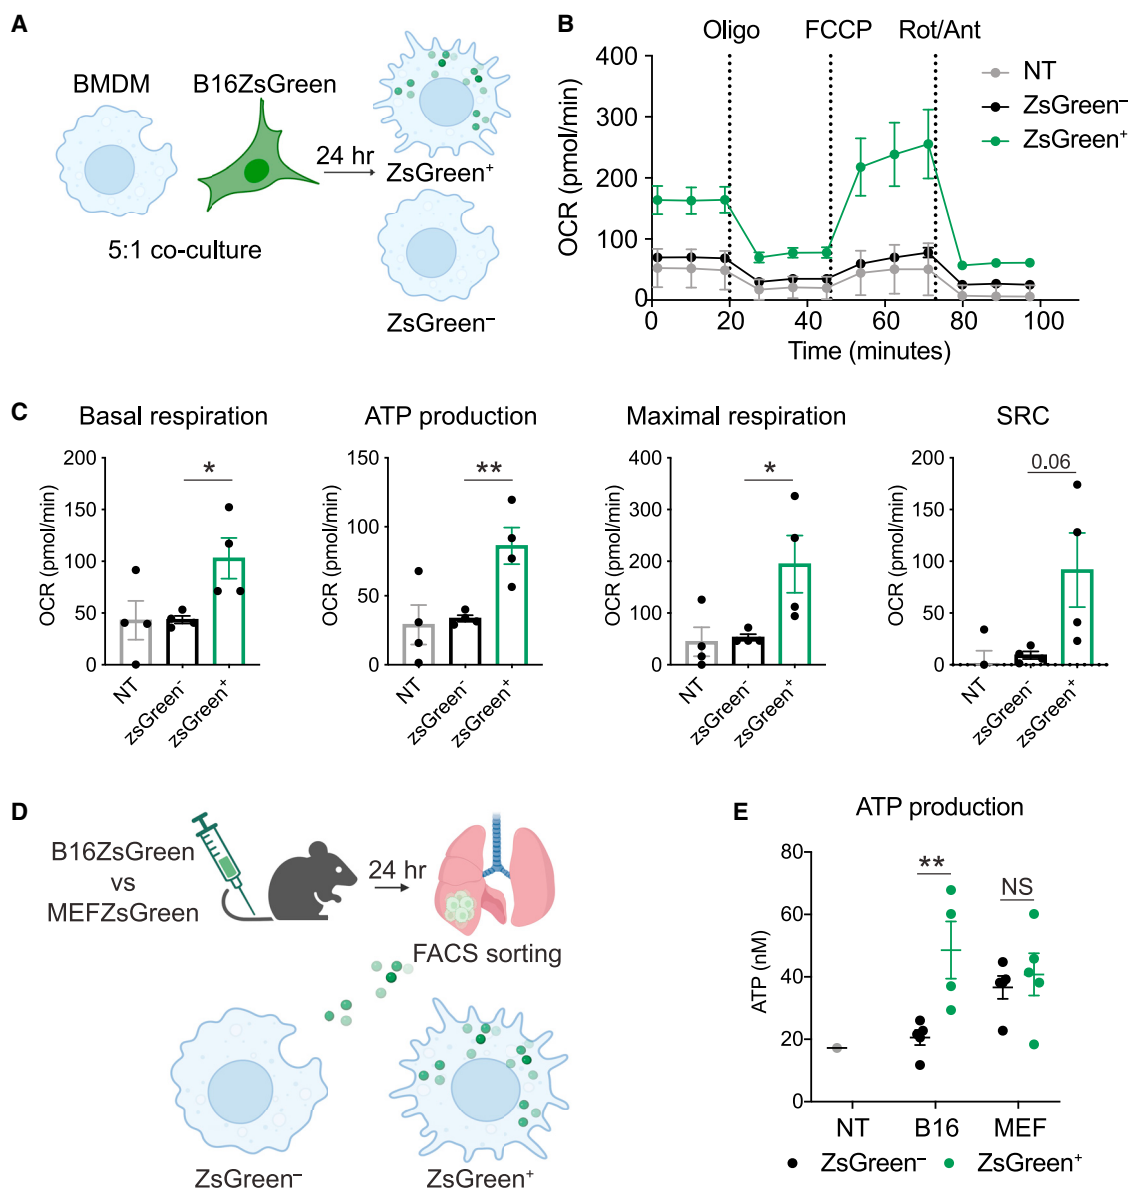 A
BMDM
B16ZsGreen
24 hr
ZsGreen⁺
5:1 co-culture
ZsGreen⁻
B
Oligo
FCCP
Rot/Ant
400
300
200
100
0
OCR (pmol/min)
0
20
40
60
80
100
Time (minutes)
NT
ZsGreen⁻
ZsGreen⁺
C
Basal respiration
200
150
100
50
0
OCR (pmol/min)
*
NT
zsGreen⁻
zsGreen⁺
ATP production
150
100
50
0
OCR (pmol/min)
**
NT
zsGreen⁻
zsGreen⁺
Maximal respiration
400
300
200
100
0
OCR (pmol/min)
*
NT
zsGreen⁻
zsGreen⁺
SRC
200
150
100
50
0
OCR (pmol/min)
0.06
NT
zsGreen⁻
zsGreen⁺
D
B16ZsGreen
vs
MEFZsGreen
24 hr
FACS sorting
ZsGreen⁻
ZsGreen⁺
E
ATP production
80
60
40
20
0
ATP (nM)
**
NS
NT
B16
MEF
ZsGreen⁻
ZsGreen⁺